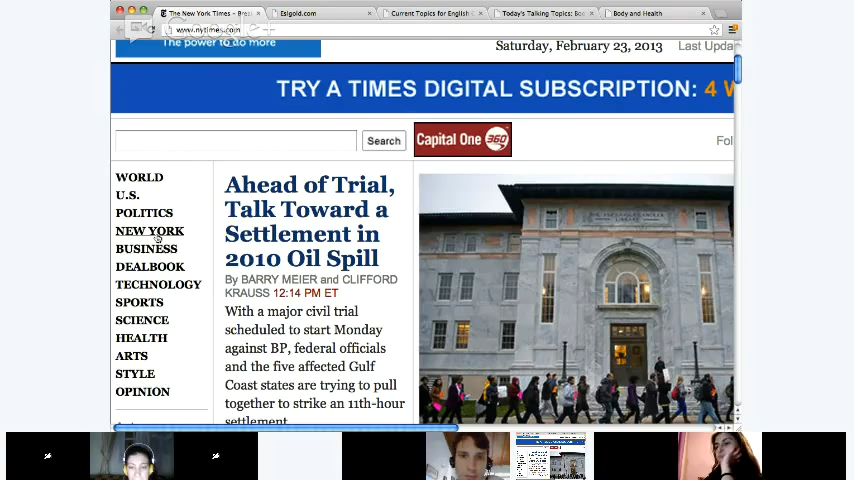 The New York Times – Brea
Esigold.com
Current Topics for English C
Today's Talking Topics: Boo
Body and Health
www.nytimes.com
Google+
The power to do more
Saturday, February 23, 2013 Last Upda
TRY A TIMES DIGITAL SUBSCRIPTION: 4 W
Search
Capital One 360
Fol
WORLD
U.S.
POLITICS
NEW YORK
BUSINESS
DEALBOOK
TECHNOLOGY
SPORTS
SCIENCE
HEALTH
ARTS
STYLE
OPINION
Ahead of Trial,
Talk Toward a
Settlement in
2010 Oil Spill
By BARRY MEIER and CLIFFORD
KRAUSS 12:14 PM ET
With a major civil trial
scheduled to start Monday
against BP, federal officials
and the five affected Gulf
Coast states are trying to pull
together to strike an 11th-hour
settlement.